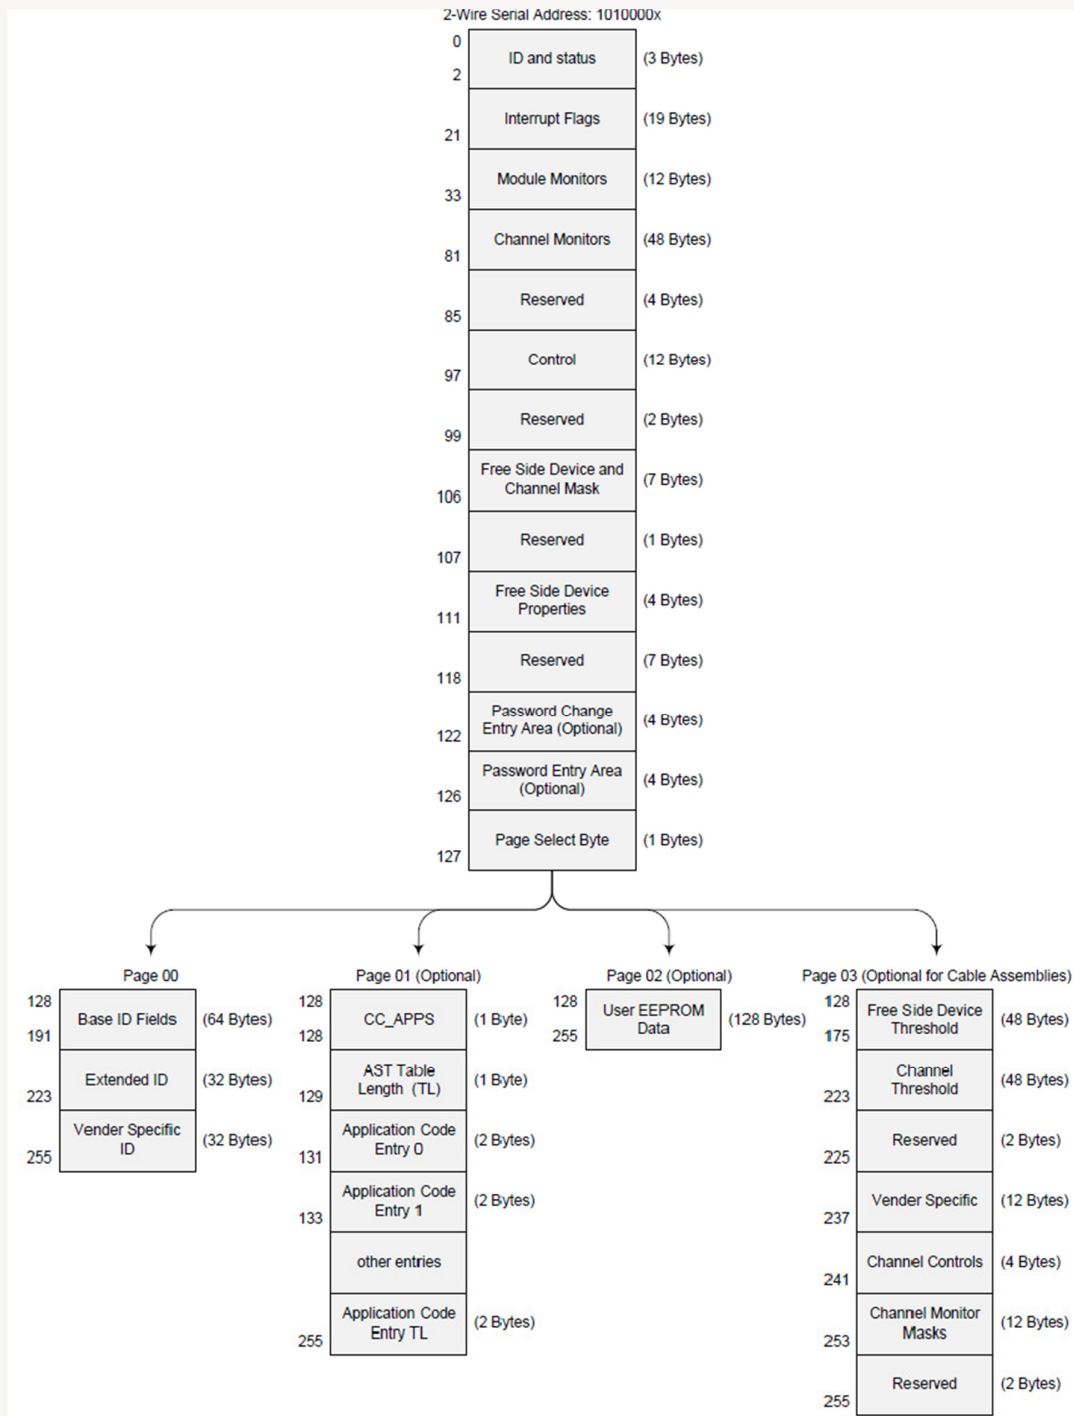 2-Wire Serial Address: 1010000x
0
ID and status (3 Bytes)
2
Interrupt Flags (19 Bytes)
21
Module Monitors (12 Bytes)
33
Channel Monitors (48 Bytes)
81
Reserved (4 Bytes)
85
Control (12 Bytes)
97
Reserved (2 Bytes)
99
Free Side Device and
Channel Mask (7 Bytes)
106
Reserved (1 Bytes)
107
Free Side Device
Properties (4 Bytes)
111
Reserved (7 Bytes)
118
Password Change
Entry Area (Optional) (4 Bytes)
122
Password Entry Area
(Optional) (4 Bytes)
126
Page Select Byte (1 Bytes)
127
Page 00
128
Base ID Fields (64 Bytes)
191
Extended ID (32 Bytes)
223
Vender Specific
ID (32 Bytes)
255
Page 01 (Optional)
128
CC_APPS (1 Byte)
128
AST Table
Length (TL) (1 Byte)
129
Application Code
Entry 0 (2 Bytes)
131
Application Code
Entry 1 (2 Bytes)
133
other entries
Application Code
Entry TL (2 Bytes)
255
Page 02 (Optional)
128
User EEPROM
Data (128 Bytes)
255
Page 03 (Optional for Cable Assemblies)
128
Free Side Device
Threshold (48 Bytes)
175
Channel
Threshold (48 Bytes)
223
Reserved (2 Bytes)
225
Vender Specific (12 Bytes)
237
Channel Controls (4 Bytes)
241
Channel Monitor
Masks (12 Bytes)
253
Reserved (2 Bytes)
255